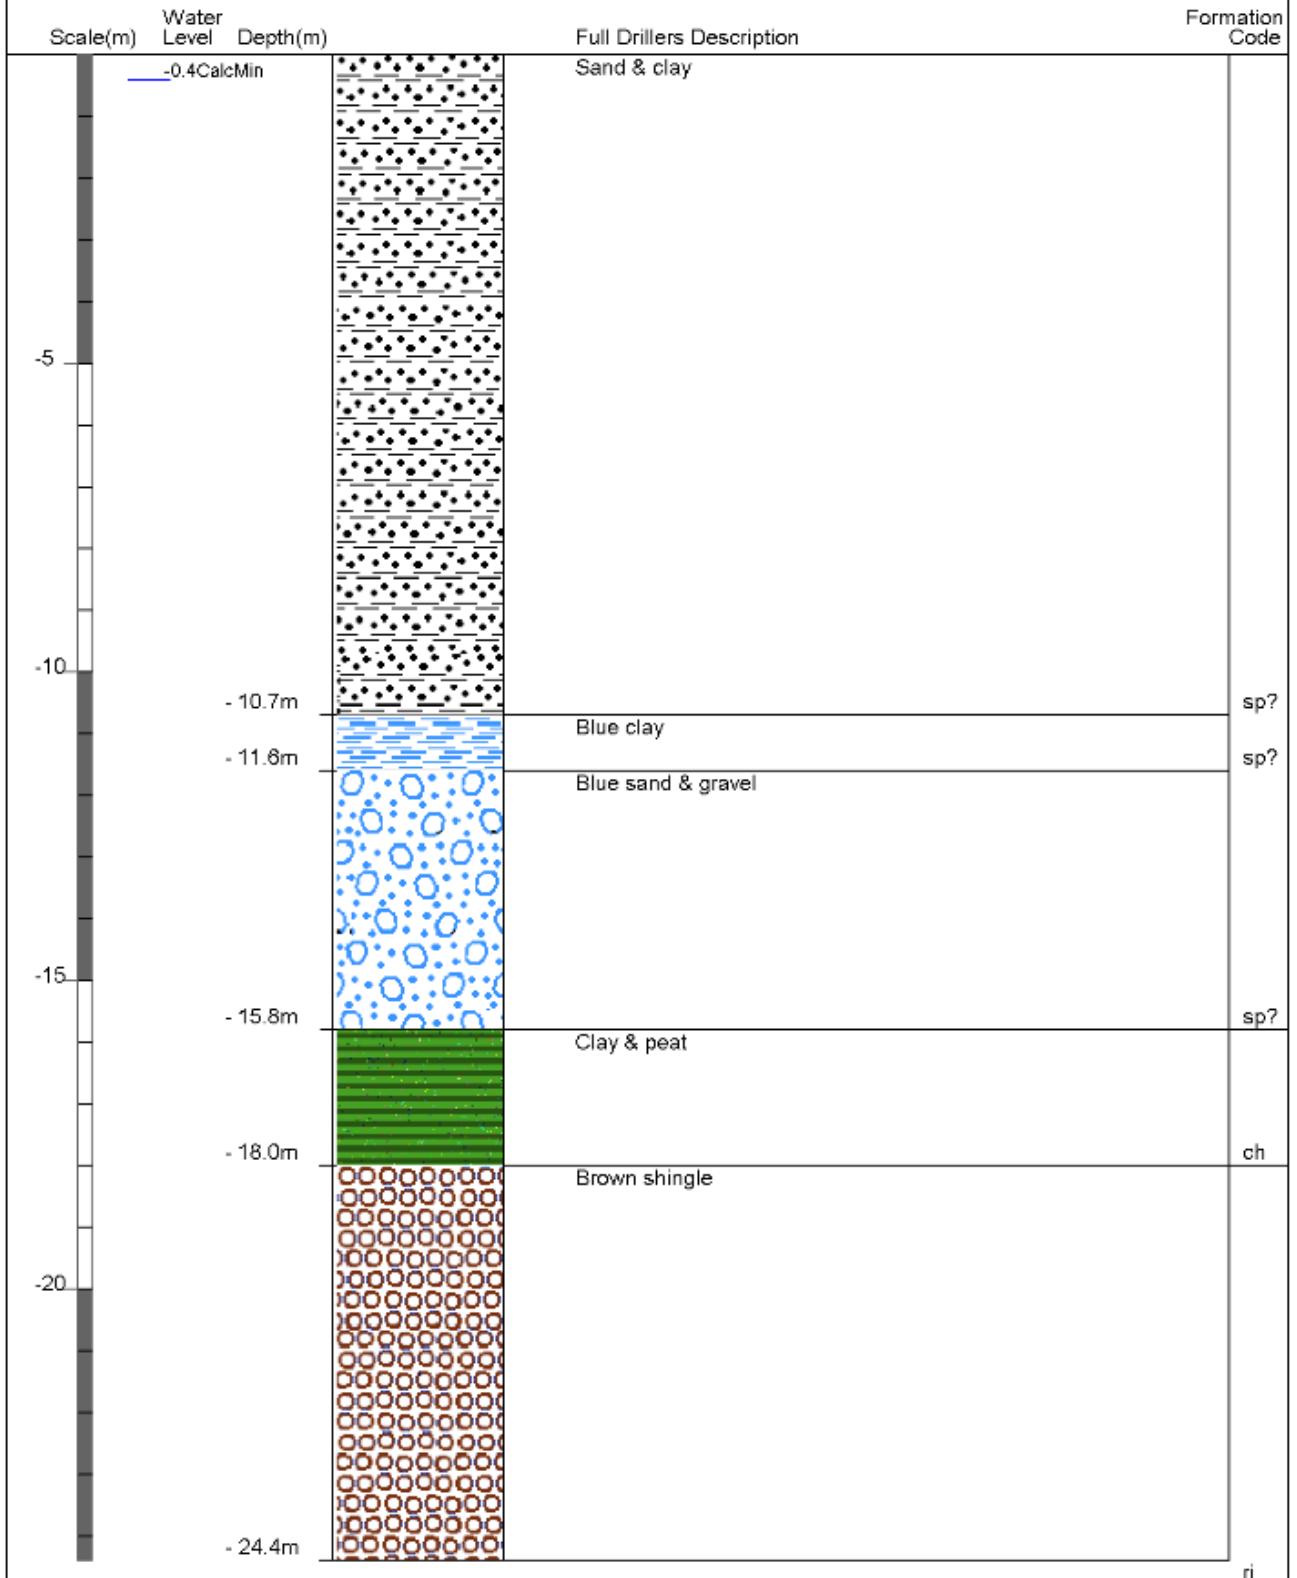 Scale(m) Water Level Depth(m) Full Drillers Description Formation Code
-0.4CalcMin Sand & clay
-5
-10
- 10.7m sp?
Blue clay
- 11.6m sp?
Blue sand & gravel
-15
- 15.8m sp?
Clay & peat
- 18.0m ch
Brown shingle
-20
- 24.4m
ri